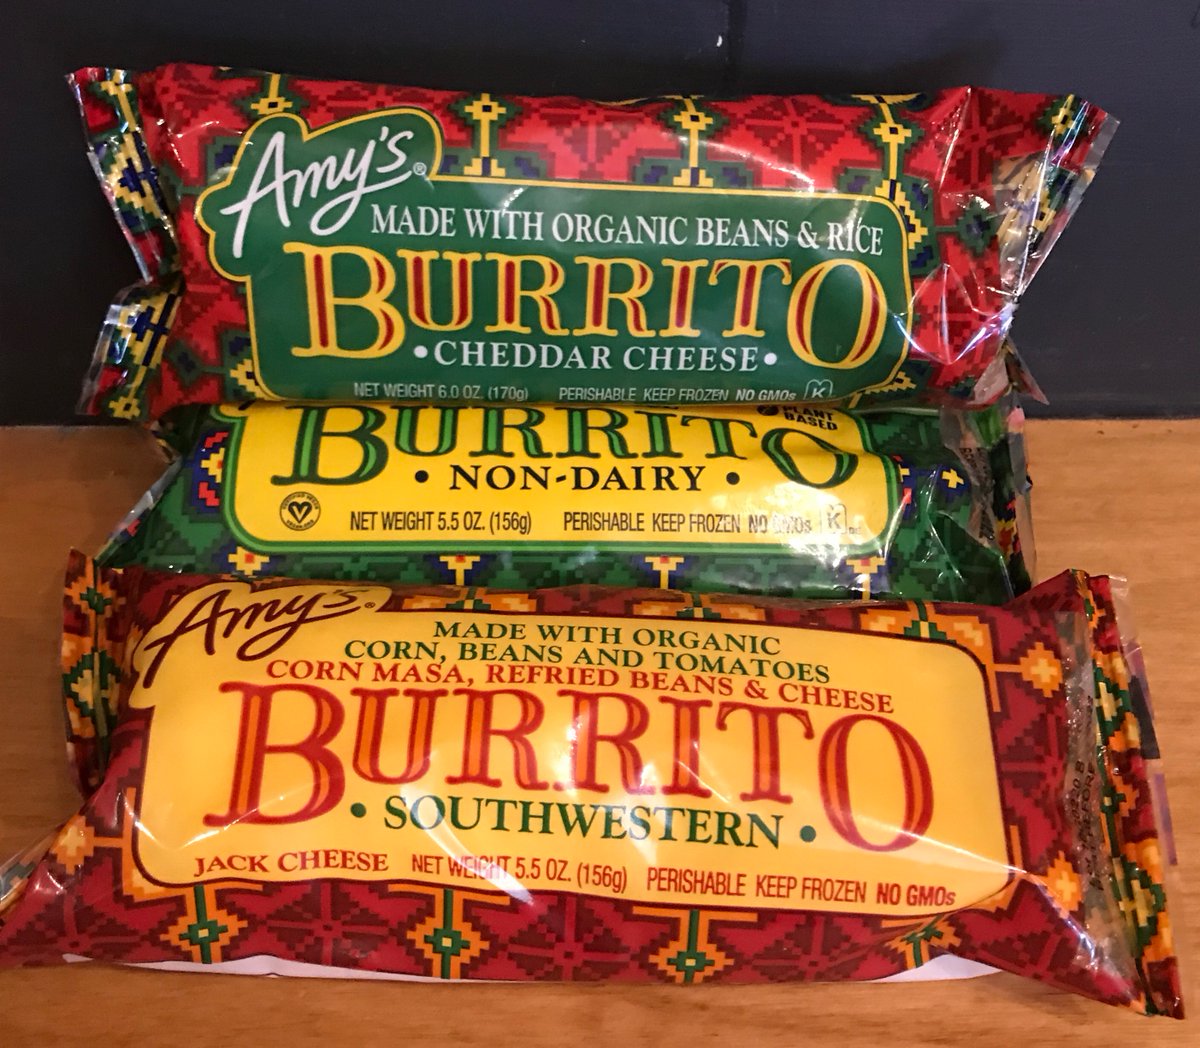 Amy's®
MADE WITH ORGANIC BEANS & RICE
BURRITO
•CHEDDAR CHEESE•
NET WEIGHT 6.0 OZ. (170g) PERISHABLE KEEP FROZEN NO GMOs K
PLANT
BASED
BURRITO
• NON-DAIRY •
NET WEIGHT 5.5 OZ. (156g) PERISHABLE KEEP FROZEN NO GMOs K
Amy's®
MADE WITH ORGANIC
CORN, BEANS AND TOMATOES
CORN MASA, REFRIED BEANS & CHEESE
BURRITO
• SOUTHWESTERN •
JACK CHEESE NET WEIGHT 5.5 OZ. (156g) PERISHABLE KEEP FROZEN NO GMOs